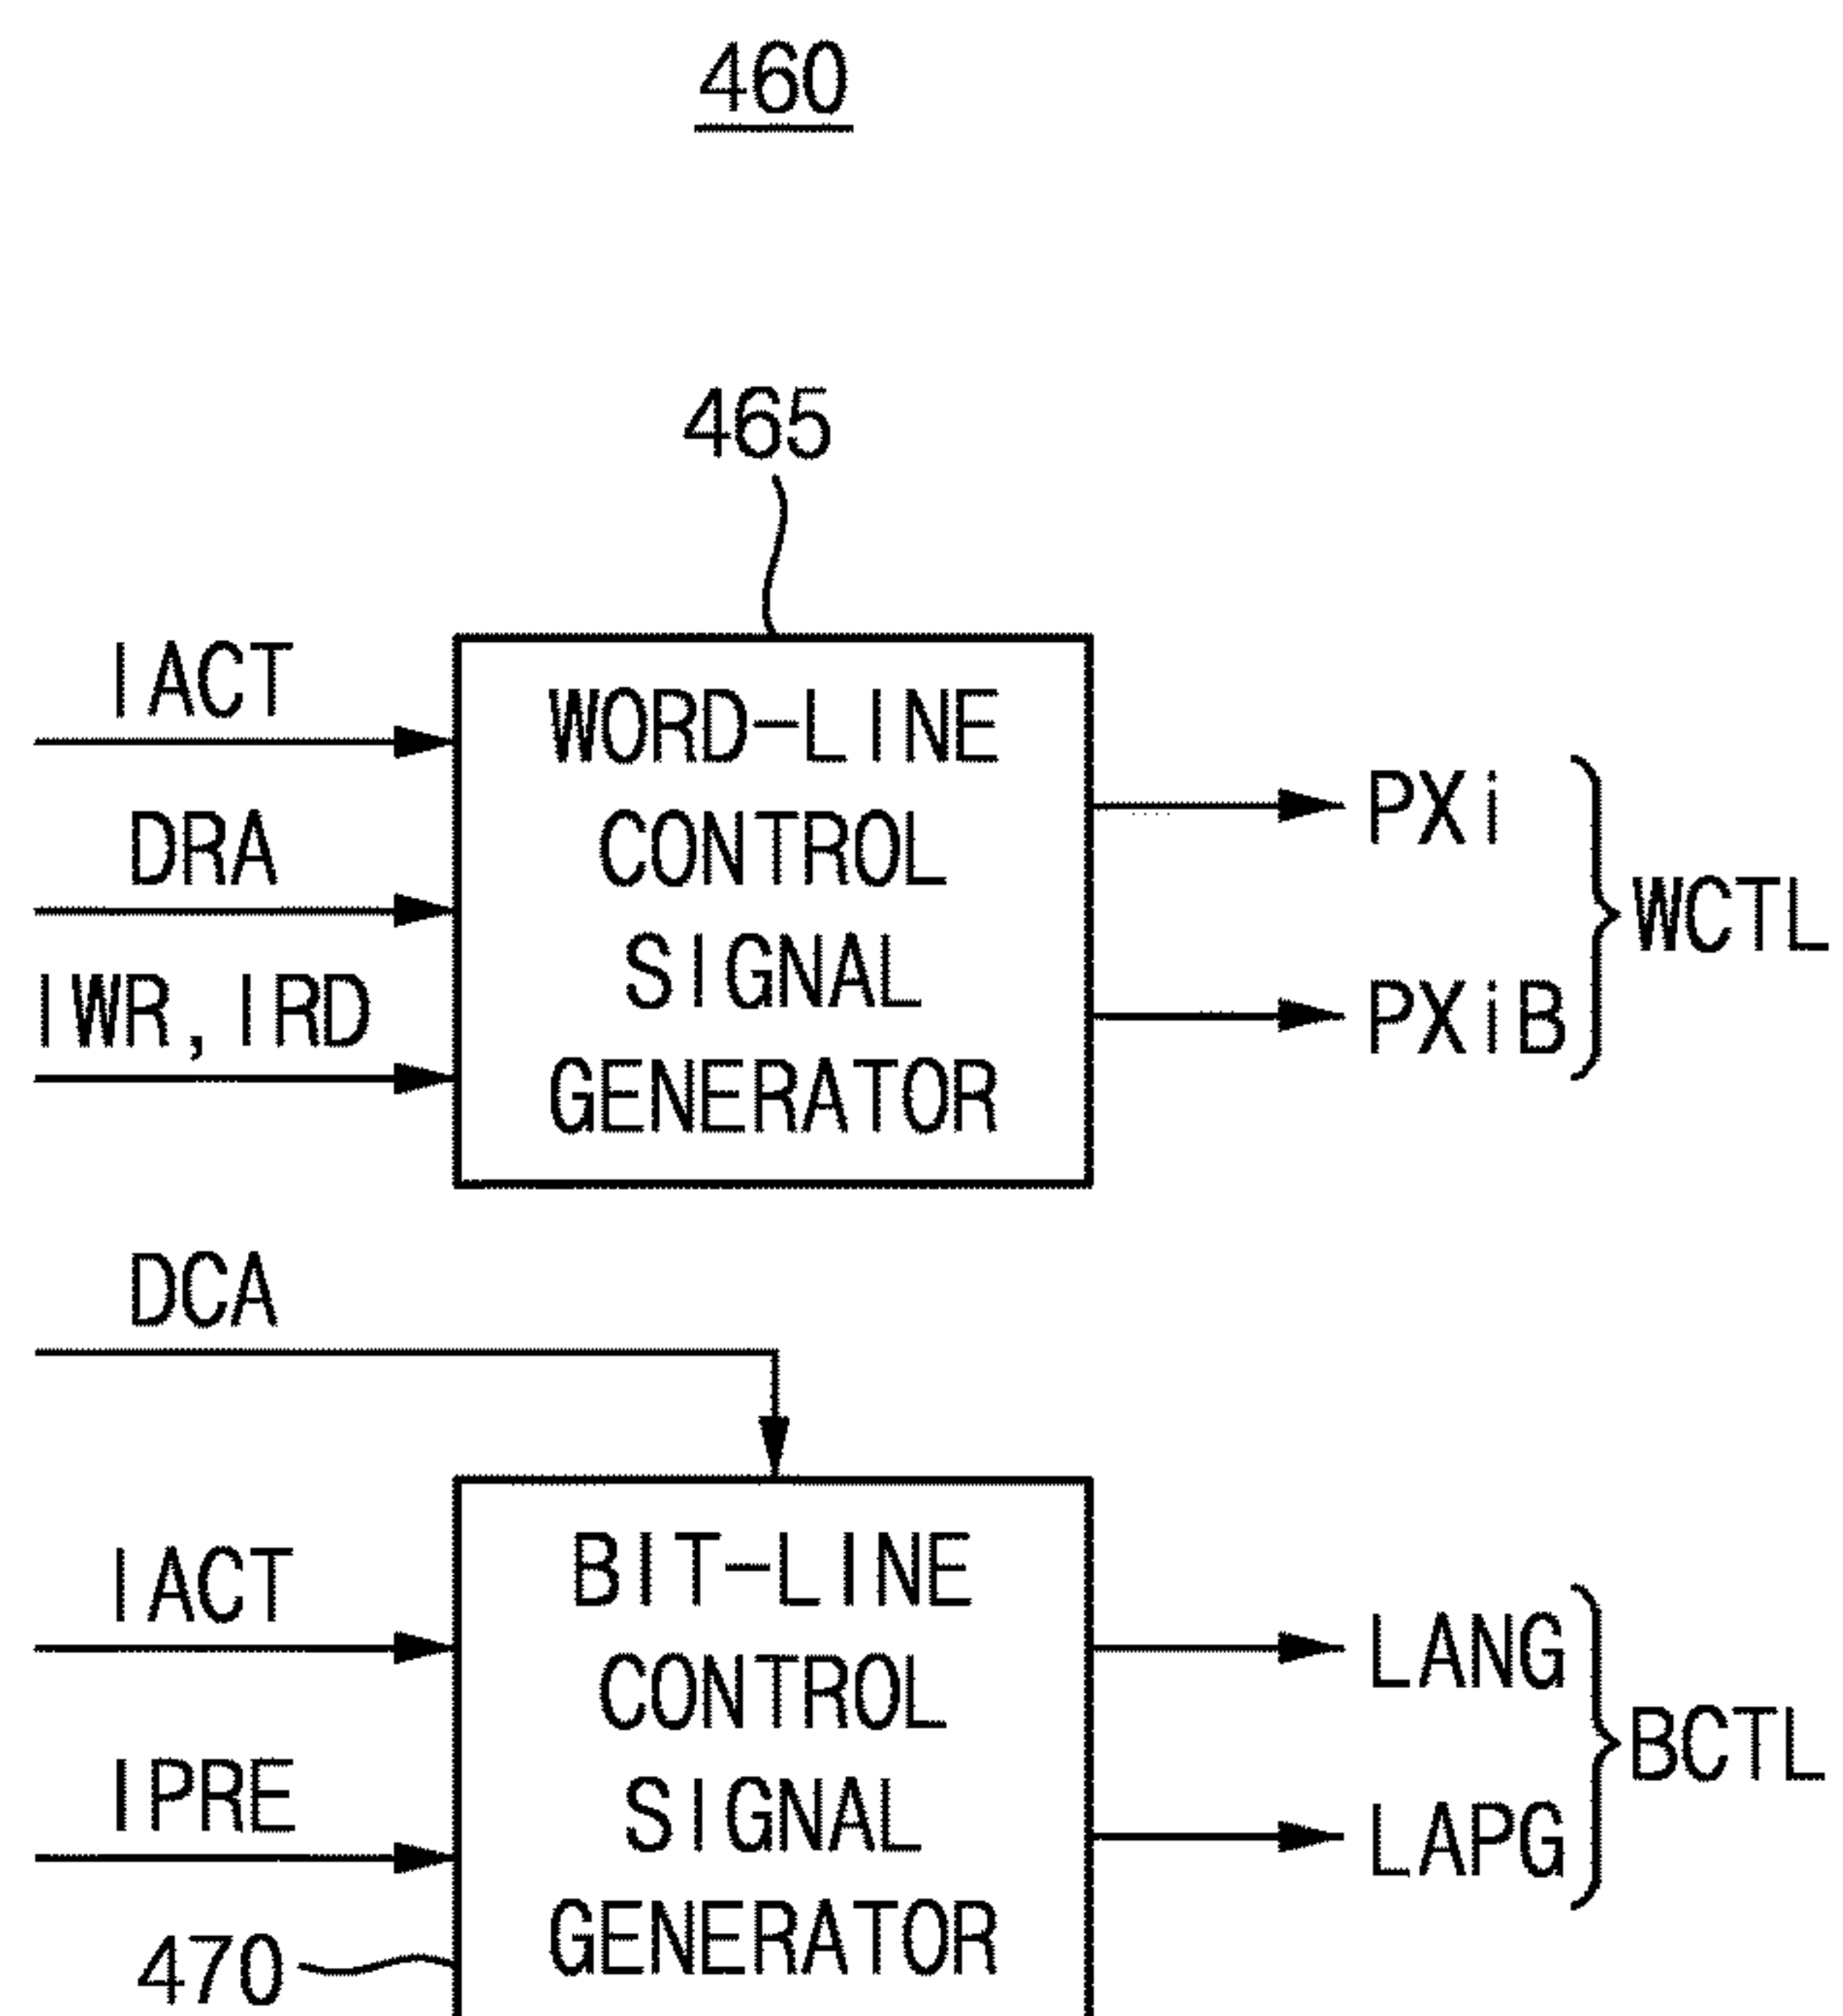 460
465
IACT
DRA
IWR, IRD
WORD-LINE
CONTROL
SIGNAL
GENERATOR
PXi
PXiB
WCTL
DCA
IACT
IPRE
470
BIT-LINE
CONTROL
SIGNAL
GENERATOR
LANG
LAPG
BCTL